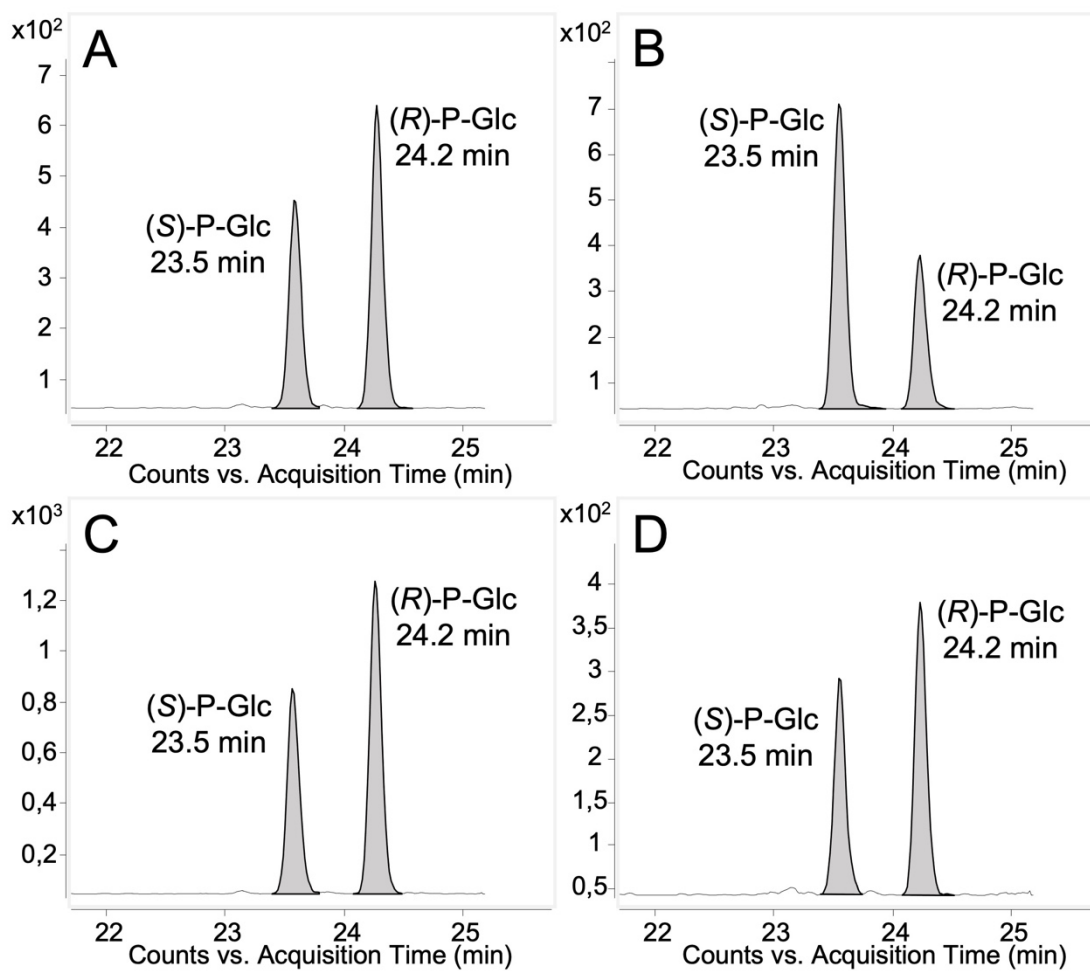 x10²
A
7
6
5
4
3
2
1
(S)-P-Glc
23.5 min
(R)-P-Glc
24.2 min
22 23 24 25
Counts vs. Acquisition Time (min)
x10²
B
7
6
5
4
3
2
1
(S)-P-Glc
23.5 min
(R)-P-Glc
24.2 min
22 23 24 25
Counts vs. Acquisition Time (min)
x10³
C
1,2
1
0,8
0,6
0,4
0,2
(S)-P-Glc
23.5 min
(R)-P-Glc
24.2 min
22 23 24 25
Counts vs. Acquisition Time (min)
x10²
D
4
3,5
3
2,5
2
1,5
1
0,5
(S)-P-Glc
23.5 min
(R)-P-Glc
24.2 min
22 23 24 25
Counts vs. Acquisition Time (min)